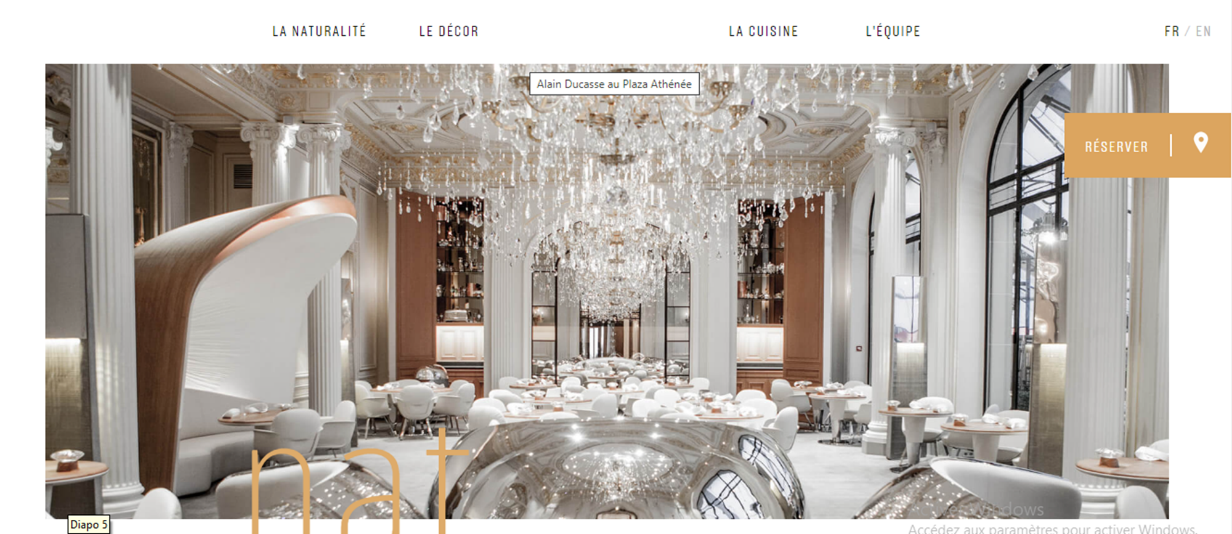 LA NATURALITÉ LE DÉCOR LA CUISINE L'ÉQUIPE FR / EN
Alain Ducasse au Plaza Athénée
RÉSERVER
nat
Diapo 5
Windows
Accédez aux paramètres pour activer Windows.